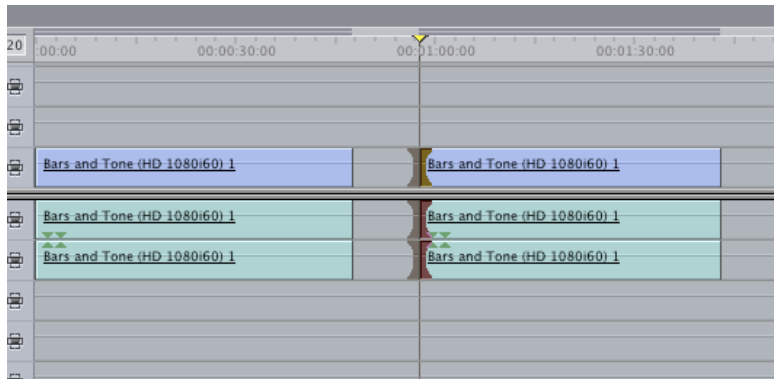 20 :00:00 00:00:30:00 00:01:00:00 00:01:30:00
Bars and Tone (HD 1080i60) 1 Bars and Tone (HD 1080i60) 1
Bars and Tone (HD 1080i60) 1 Bars and Tone (HD 1080i60) 1
Bars and Tone (HD 1080i60) 1 Bars and Tone (HD 1080i60) 1